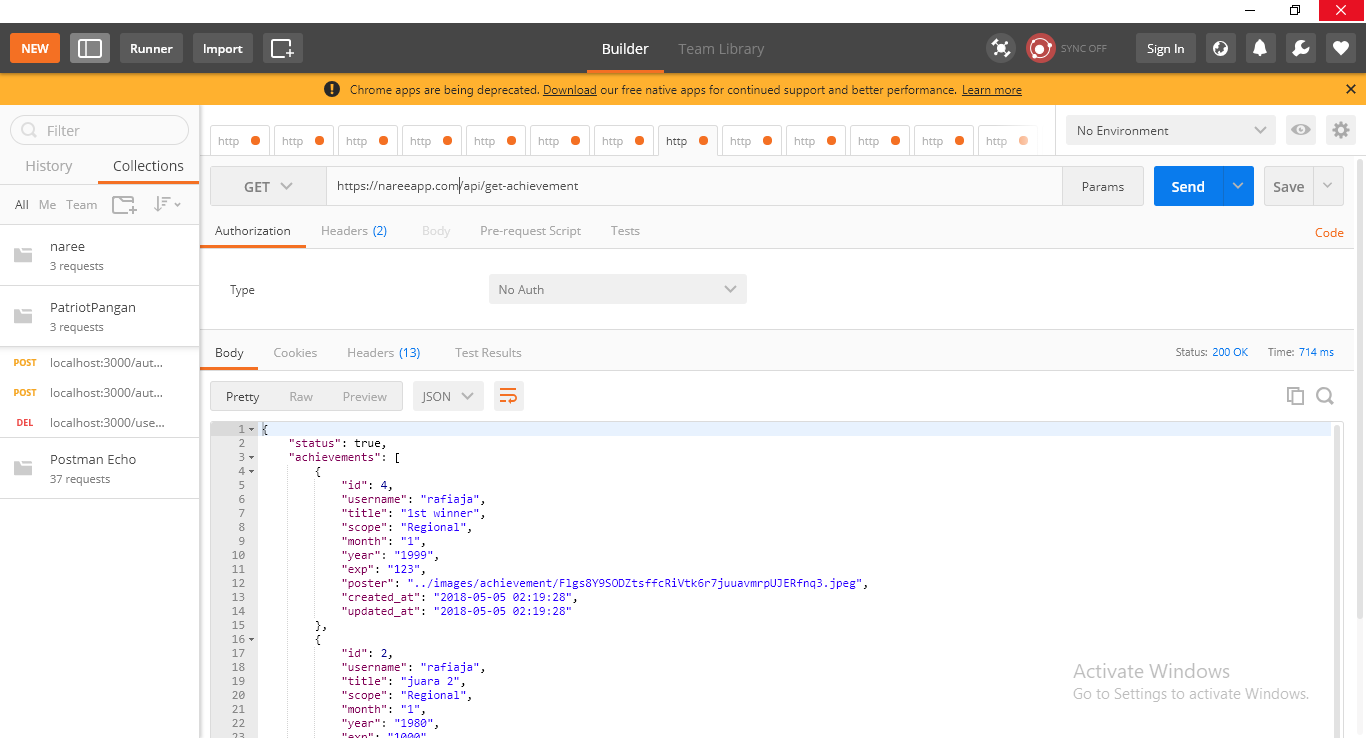 NEW Runner Import Builder Team Library SYNC OFF Sign In
Chrome apps are being deprecated. Download our free native apps for continued support and better performance. Learn more
Filter
History Collections
All Me Team
naree
3 requests
PatriotPangan
3 requests
POST localhost:3000/aut...
POST localhost:3000/aut...
DEL localhost:3000/use...
Postman Echo
37 requests
http http http http http http http http http http http http http
No Environment
GET https://nareeapp.com/api/get-achievement Params Send Save
Authorization Headers (2) Body Pre-request Script Tests Code
Type No Auth
Body Cookies Headers (13) Test Results Status: 200 OK Time: 714 ms
Pretty Raw Preview JSON
1 {
2 "status": true,
3 "achievements": [
4 {
5 "id": 4,
6 "username": "rafiaja",
7 "title": "1st winner",
8 "scope": "Regional",
9 "month": "1",
10 "year": "1999",
11 "exp": "123",
12 "poster": "../images/achievement/Flgs8Y9SODZtsffcRiVtk6r7juuavmrpUJERfnq3.jpeg",
13 "created_at": "2018-05-05 02:19:28",
14 "updated_at": "2018-05-05 02:19:28"
15 },
16 {
17 "id": 2,
18 "username": "rafiaja",
19 "title": "juara 2",
20 "scope": "Regional",
21 "month": "1",
22 "year": "1980",
23 "exp": "1000",
Activate Windows
Go to Settings to activate Windows.